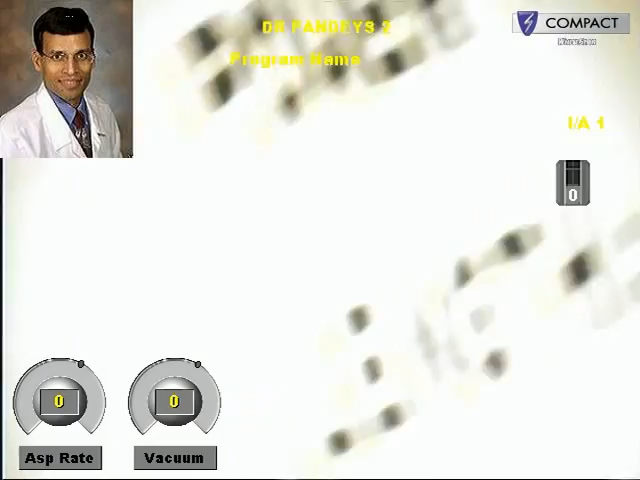 DR PANDEYS 2
COMPACT
Program Name
I/A 1
0
0
0
Asp Rate
Vacuum